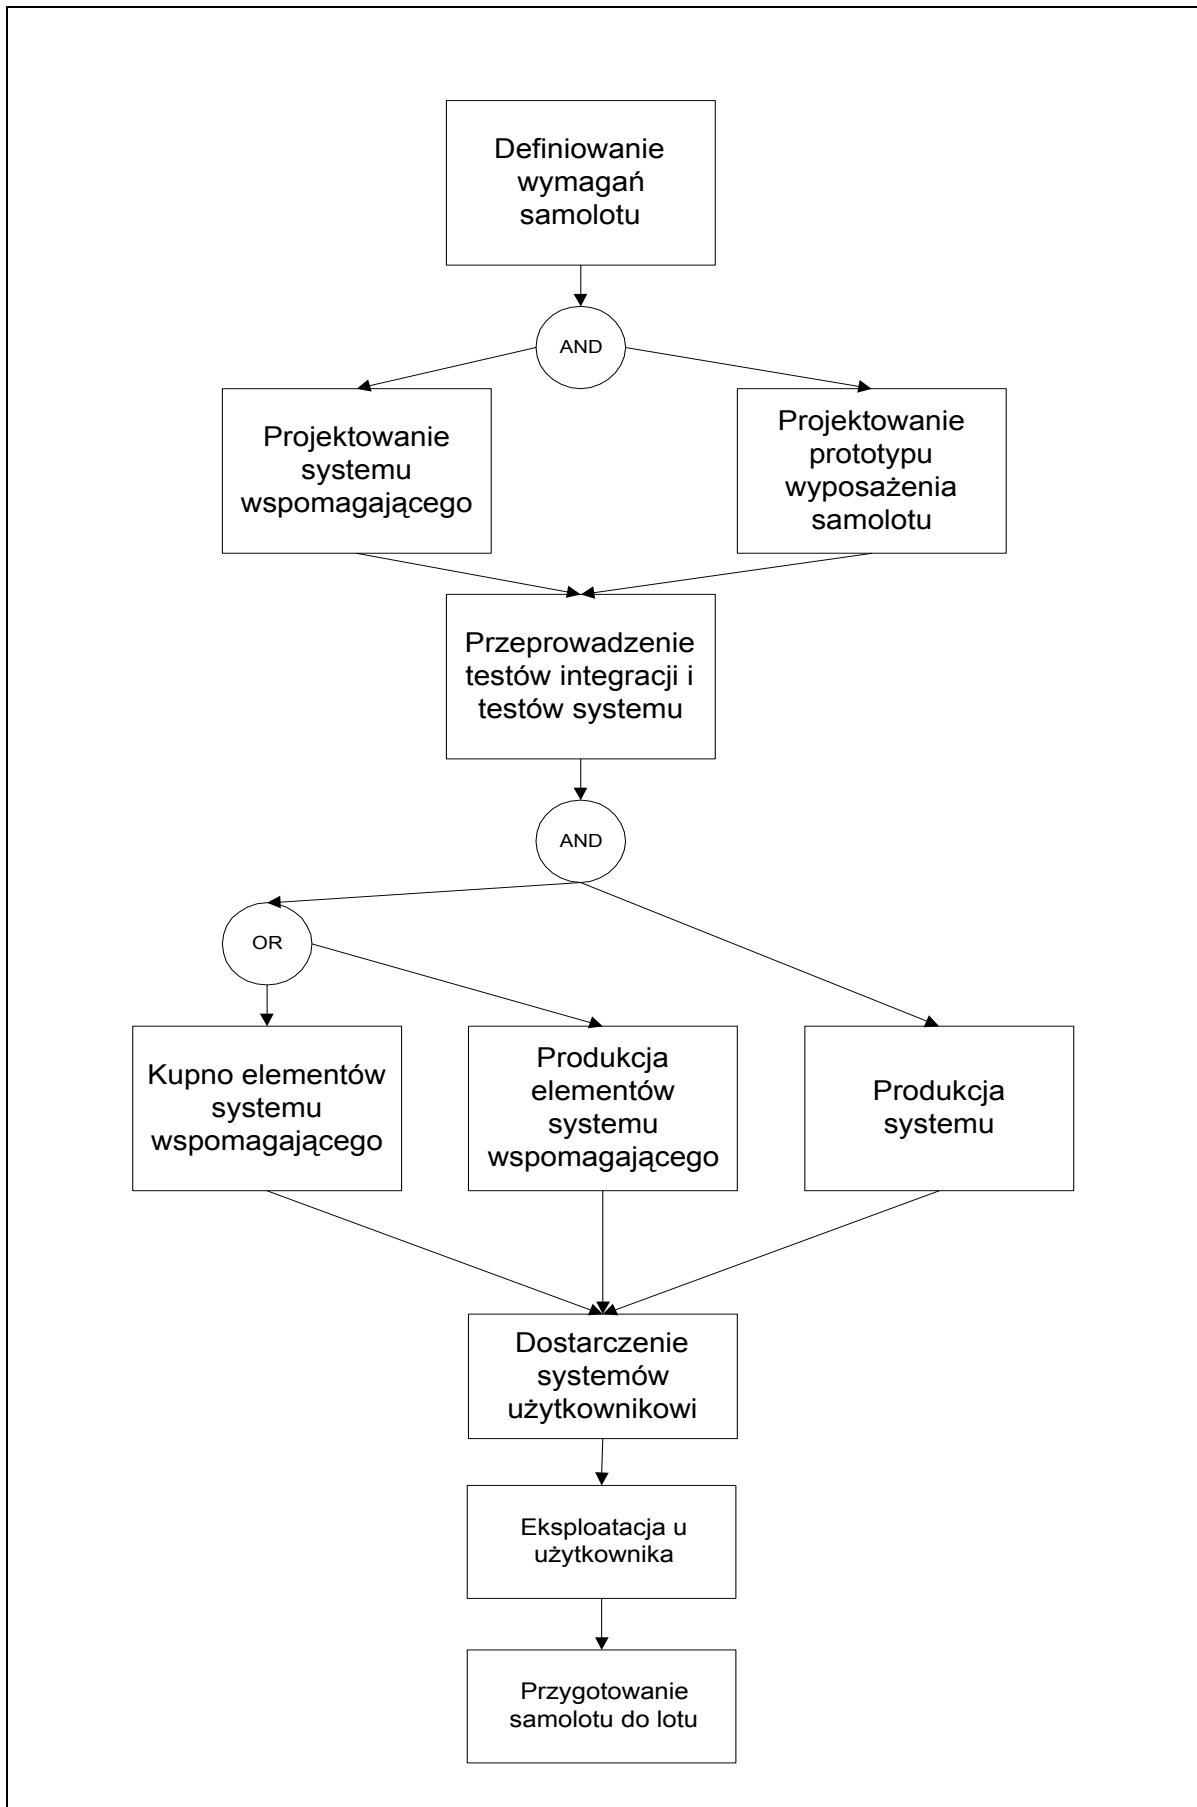 Definiowanie
wymagań
samolotu
AND
Projektowanie
systemu
wspomagającego
Projektowanie
prototypu
wyposażenia
samolotu
Przeprowadzenie
testów integracji i
testów systemu
AND
OR
Kupno elementów
systemu
wspomagającego
Produkcja
elementów
systemu
wspomagającego
Produkcja
systemu
Dostarczenie
systemów
użytkownikowi
Eksploatacja u
użytkownika
Przygotowanie
samolotu do lotu